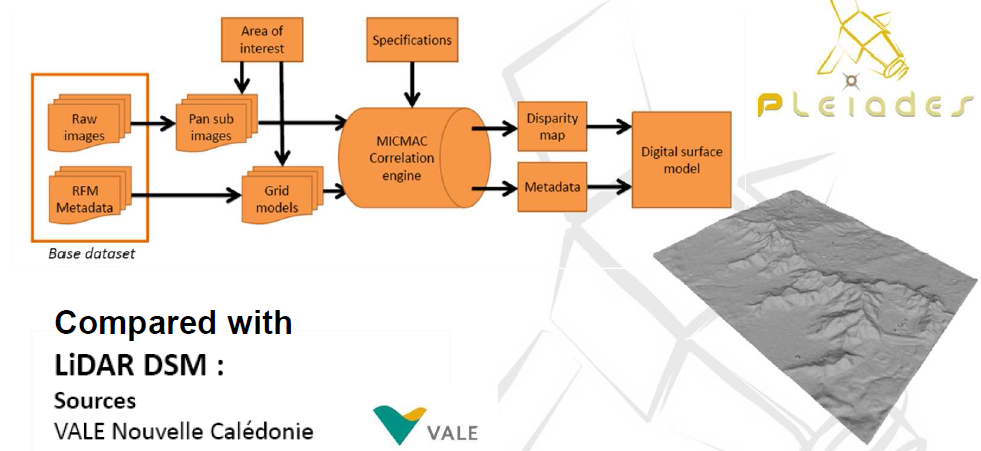 Area of
interest
Specifications
Raw
images
Pan sub
images
MICMAC
Correlation
engine
Disparity
map
Digital surface
model
RFM
Metadata
Grid
models
Metadata
Base dataset
PLEIADES
Compared with
LiDAR DSM :
Sources
VALE Nouvelle Calédonie
VALE